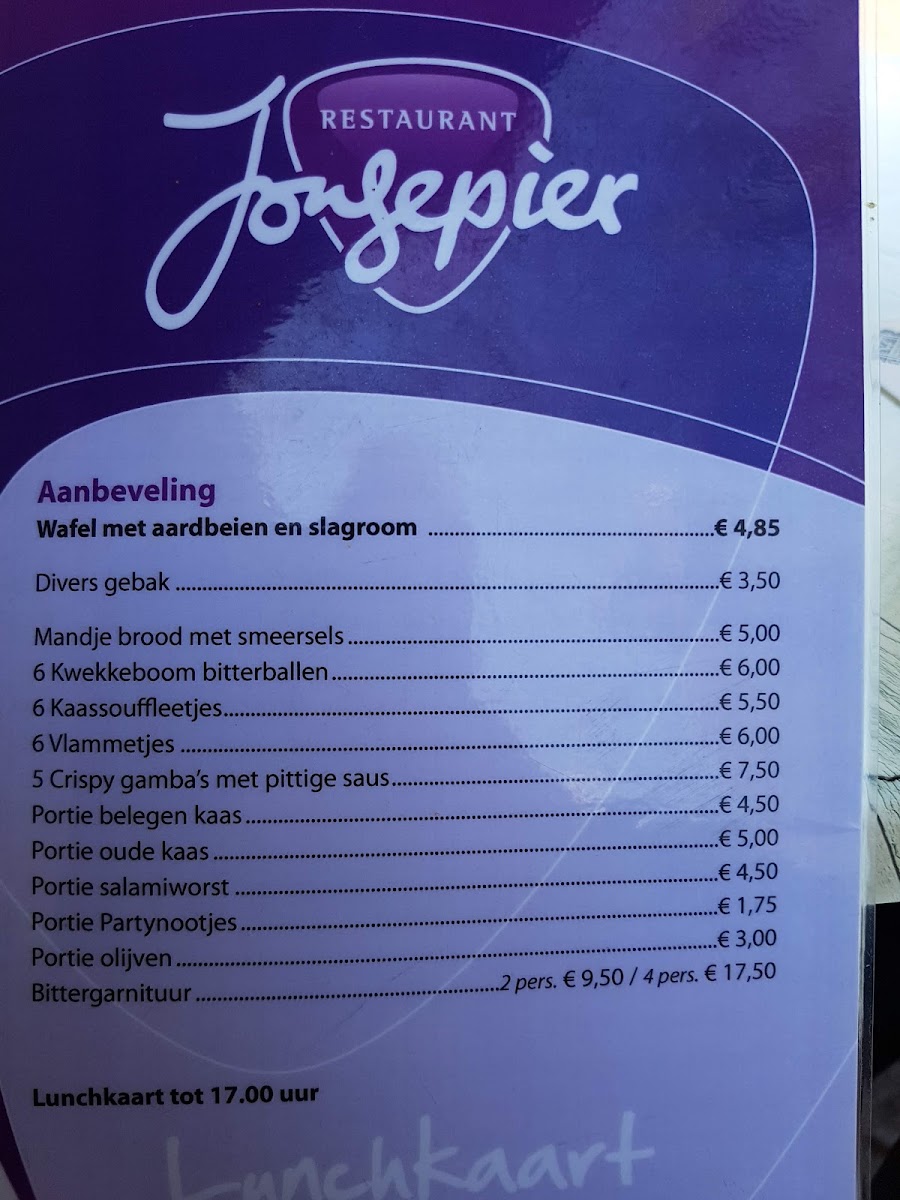 RESTAURANT
Jongepier
Aanbeveling
Wafel met aardbeien en slagroom ........ € 4,85
Divers gebak ........ € 3,50
Mandje brood met smeersels ........ € 5,00
6 Kwekkeboom bitterballen ........ € 6,00
6 Kaassouffleetjes ........ € 5,50
6 Vlammetjes ........ € 6,00
5 Crispy gamba's met pittige saus ........ € 7,50
Portie belegen kaas ........ € 4,50
Portie oude kaas ........ € 5,00
Portie salamiworst ........ € 4,50
Portie Partynootjes ........ € 1,75
Portie olijven ........ € 3,00
Bittergarnituur ........ 2 pers. € 9,50 / 4 pers. € 17,50
Lunchkaart tot 17.00 uur
Lunchkaart